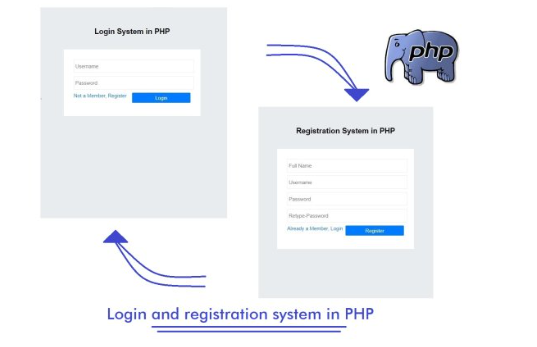 Login System in PHP
Username
Password
Not a Member, Register
Login
php
Registration System in PHP
Full Name
Username
Password
Retype-Password
Already a Member, Login
Register
Login and registration system in PHP